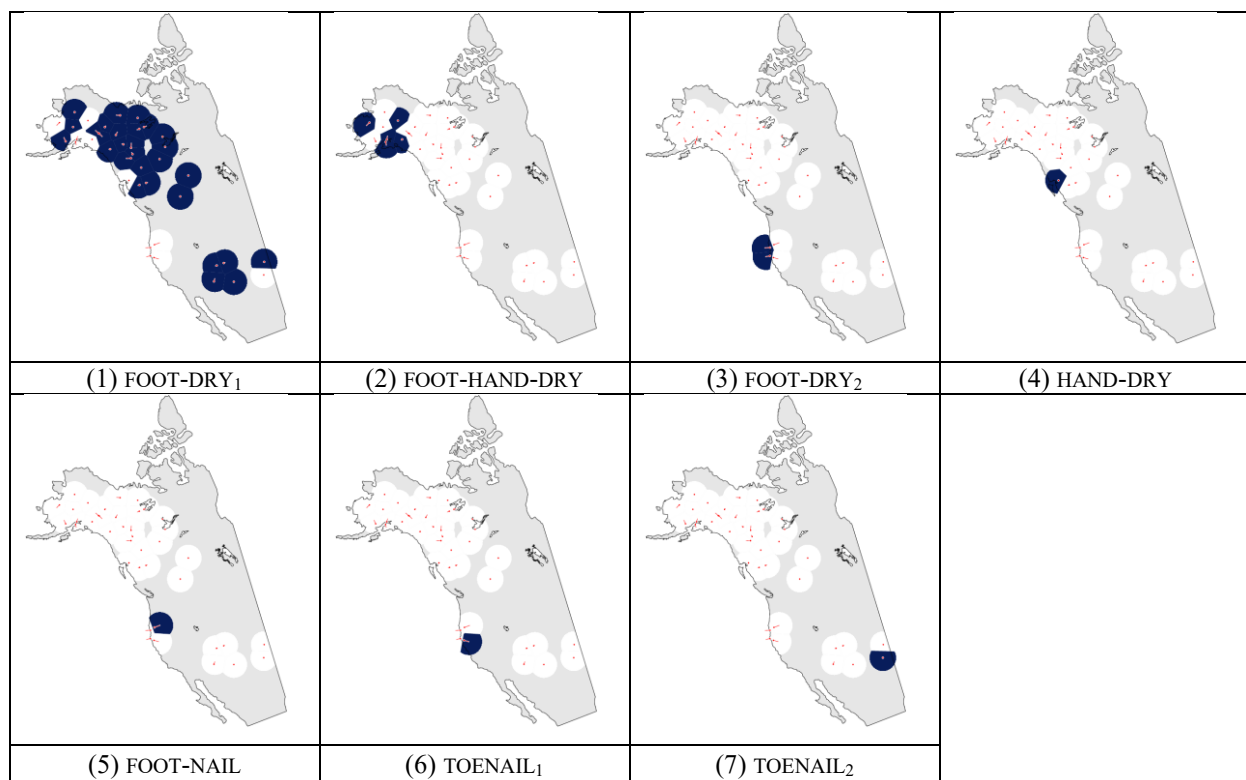 (1) FOOT-DRY₁
(2) FOOT-HAND-DRY
(3) FOOT-DRY₂
(4) HAND-DRY
(5) FOOT-NAIL
(6) TOENAIL₁
(7) TOENAIL₂